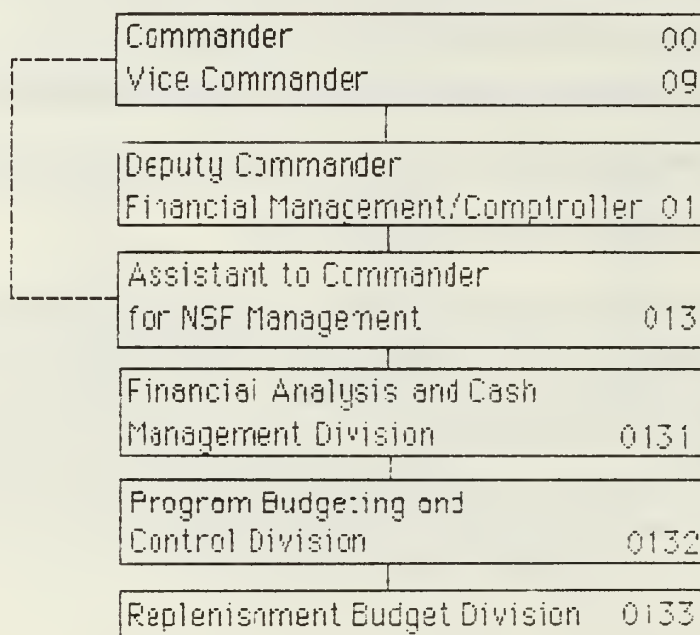 Commander 00
Vice Commander 09
Deputy Commander
Financial Management/Comptroller 01
Assistant to Commander
for NSF Management 013
Financial Analysis and Cash
Management Division 0131
Program Budgeting and
Control Division 0132
Replenishment Budget Division 0133